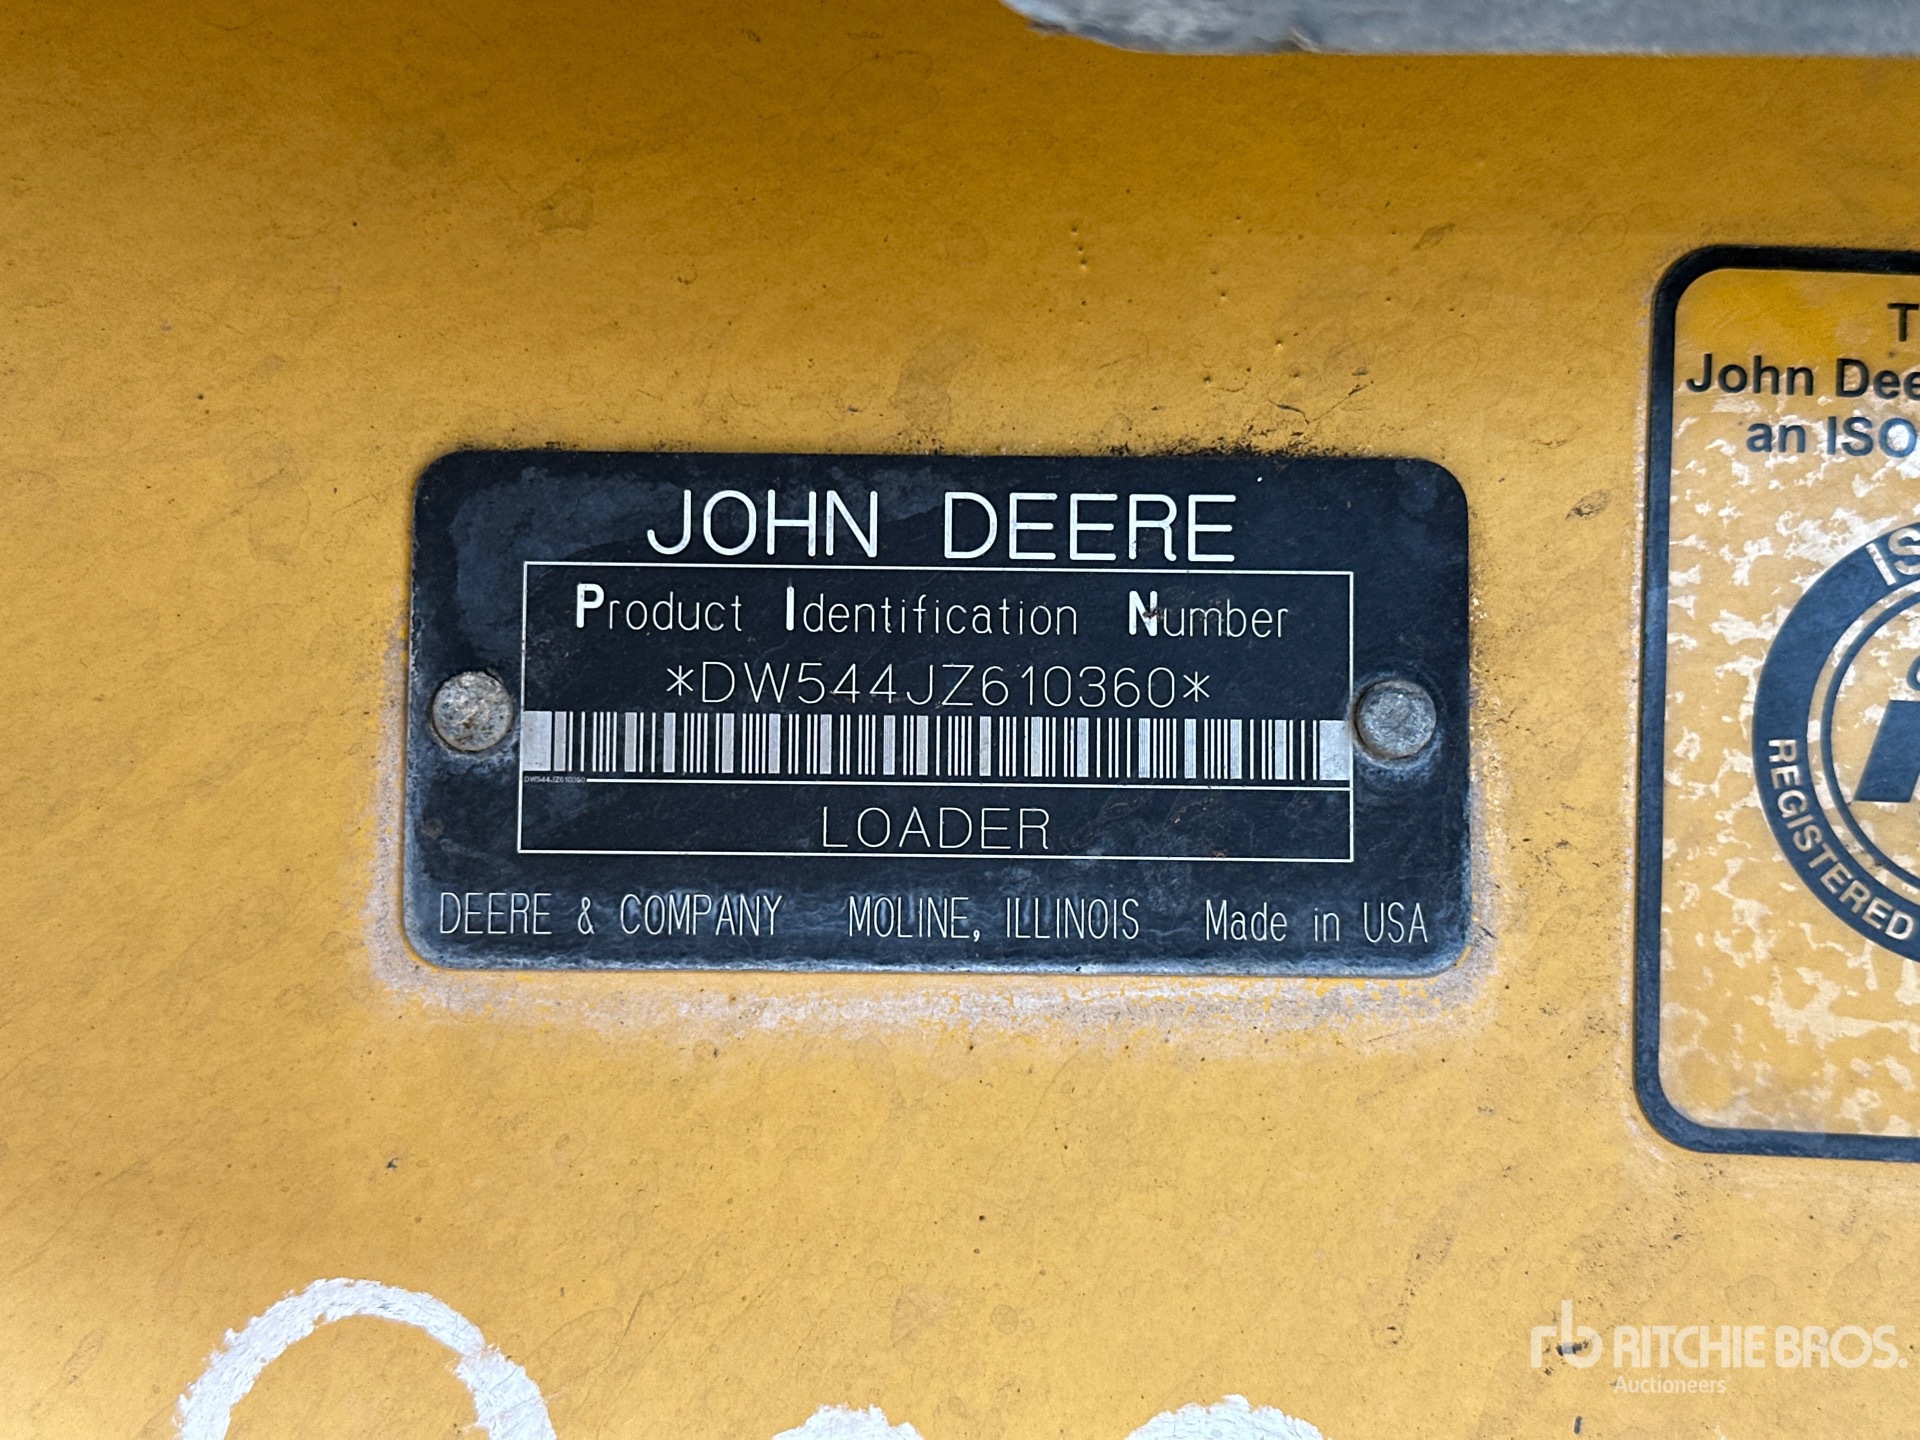 JOHN DEERE
Product Identification Number
*DW544JZ610360*
DW544JZ610360
LOADER
DEERE & COMPANY MOLINE, ILLINOIS Made in USA
John Dee
an ISO
REGISTERED
RITCHIE BROS.
Auctioneers